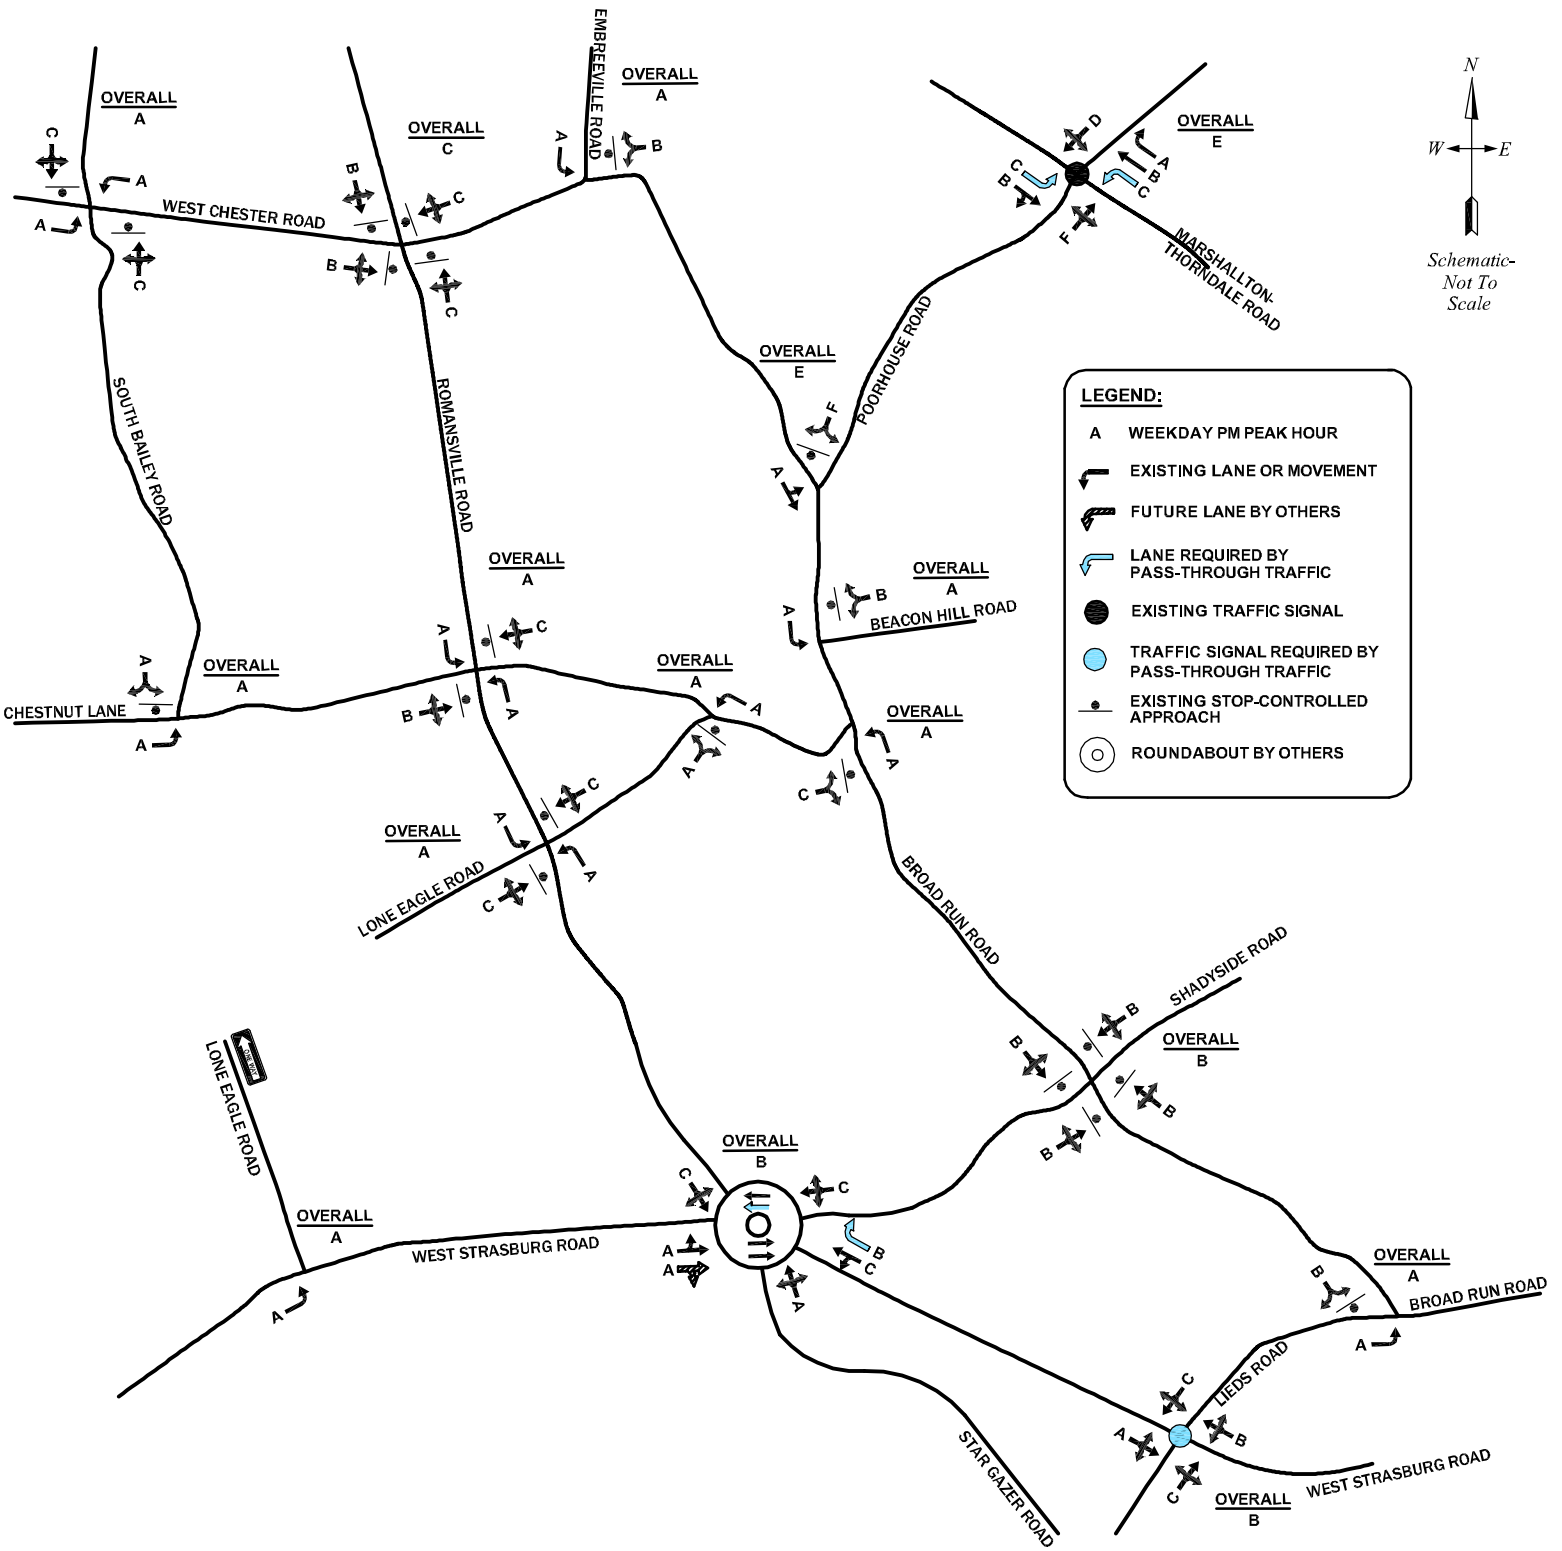 EMBREEVILLE ROAD
OVERALL
A
OVERALL
A
OVERALL
C
OVERALL
E
N
W
E
Schematic-
Not To
Scale
C
A
A
C
WEST CHESTER ROAD
B
C
B
C
A
B
D
A
B
C
C
B
F
MARSHALLTON-
THORNDALE ROAD
OVERALL
E
F
A
POORHOUSE ROAD
SOUTH BAILEY ROAD
ROMANSVILLE ROAD
LEGEND:
A WEEKDAY PM PEAK HOUR
EXISTING LANE OR MOVEMENT
FUTURE LANE BY OTHERS
LANE REQUIRED BY
PASS-THROUGH TRAFFIC
EXISTING TRAFFIC SIGNAL
TRAFFIC SIGNAL REQUIRED BY
PASS-THROUGH TRAFFIC
EXISTING STOP-CONTROLLED
APPROACH
ROUNDABOUT BY OTHERS
OVERALL
A
A
C
B
A
OVERALL
A
A
B
BEACON HILL ROAD
OVERALL
A
A
A
CHESTNUT LANE
OVERALL
A
A
A
OVERALL
A
A
C
OVERALL
A
A
C
A
C
LONE EAGLE ROAD
BROAD RUN ROAD
SHADYSIDE ROAD
B
B
B
B
OVERALL
B
ONE WAY
LONE EAGLE ROAD
OVERALL
A
A
WEST STRASBURG ROAD
OVERALL
B
C
C
A
A
B
C
A
STAR GAZER ROAD
OVERALL
A
B
A
BROAD RUN ROAD
LIEDS ROAD
C
A
B
C
OVERALL
B
WEST STRASBURG ROAD